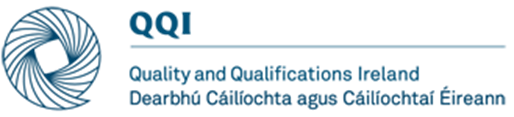 QQI
Quality and Qualifications Ireland
Dearbhú Cáilíochta agus Cáilíochtaí Éireann